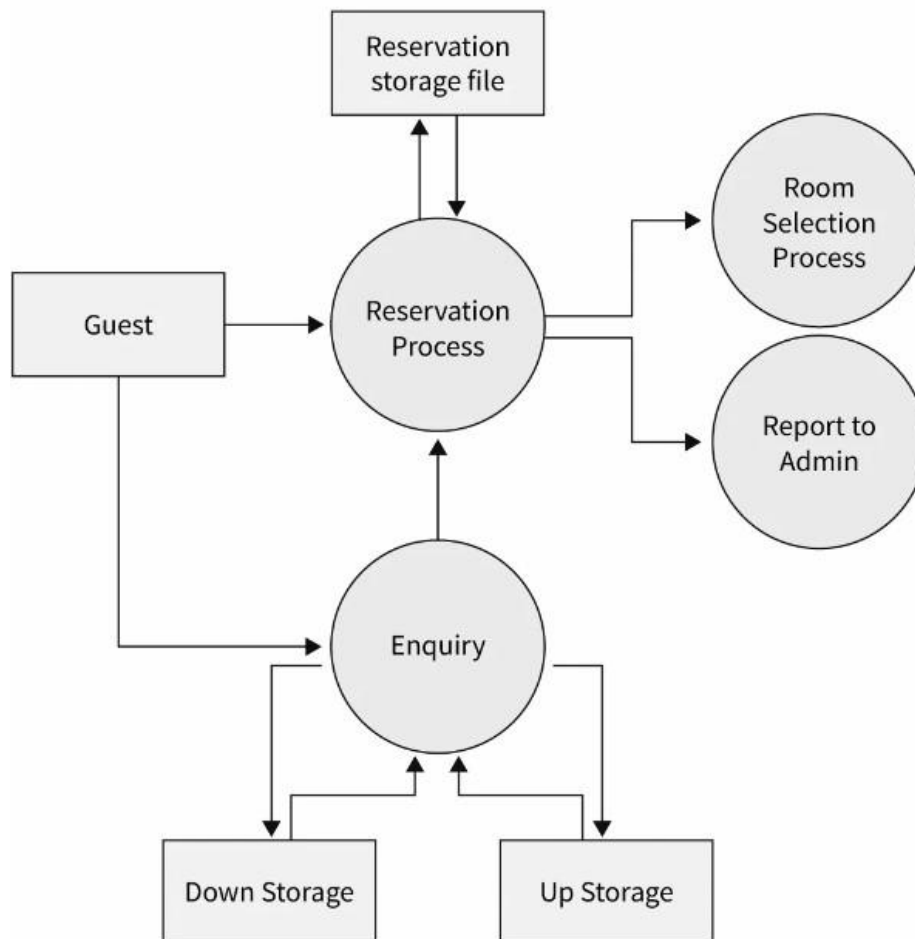 Reservation
storage file
Room
Selection
Process
Guest
Reservation
Process
Report to
Admin
Enquiry
Down Storage
Up Storage